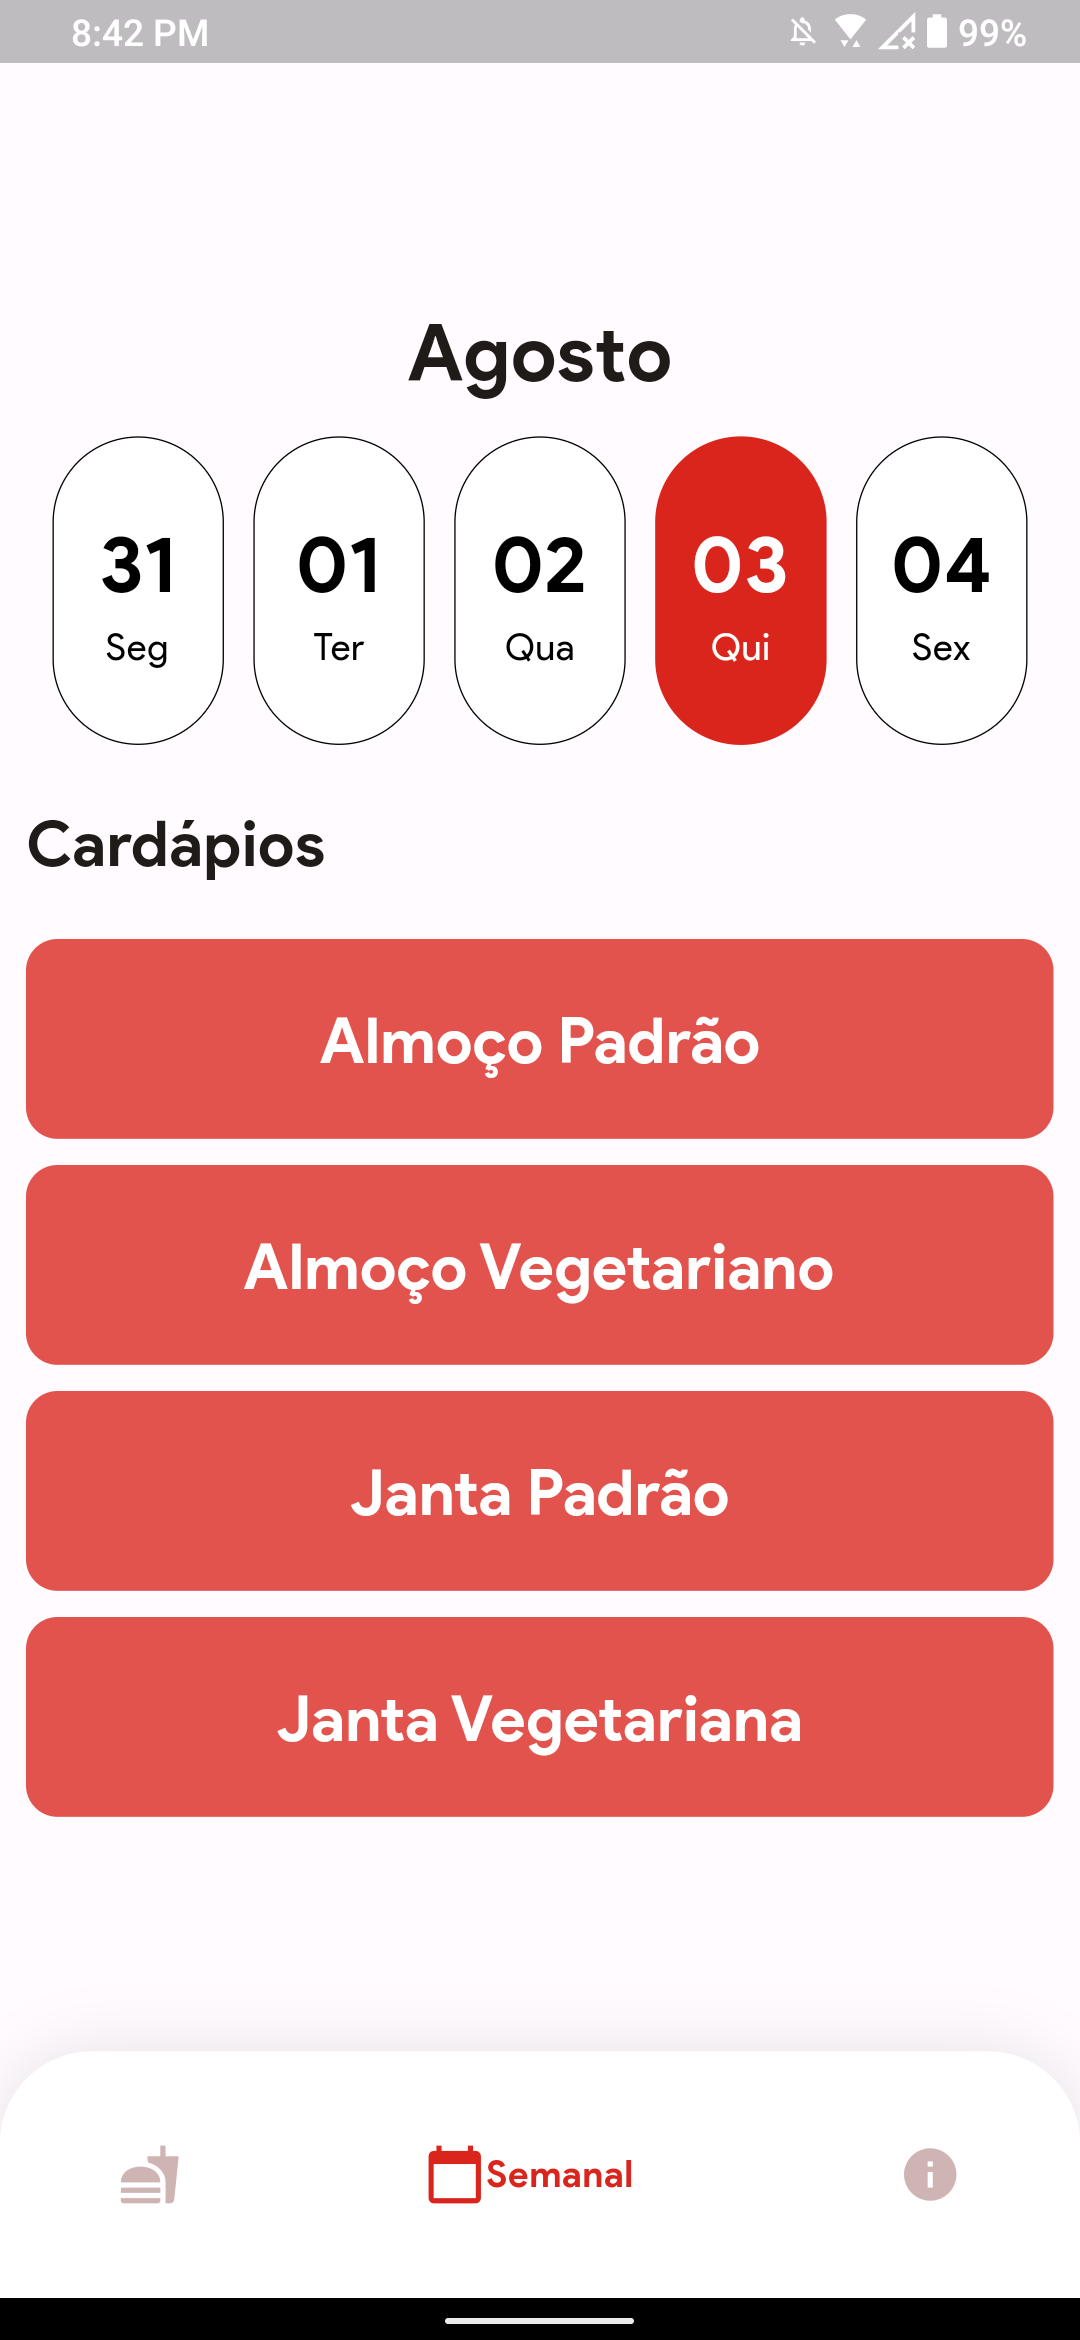 8:42 PM 99%
Agosto
31 01 02 03 04
Seg Ter Qua Qui Sex
Cardápios
Almoço Padrão
Almoço Vegetariano
Janta Padrão
Janta Vegetariana
Semanal